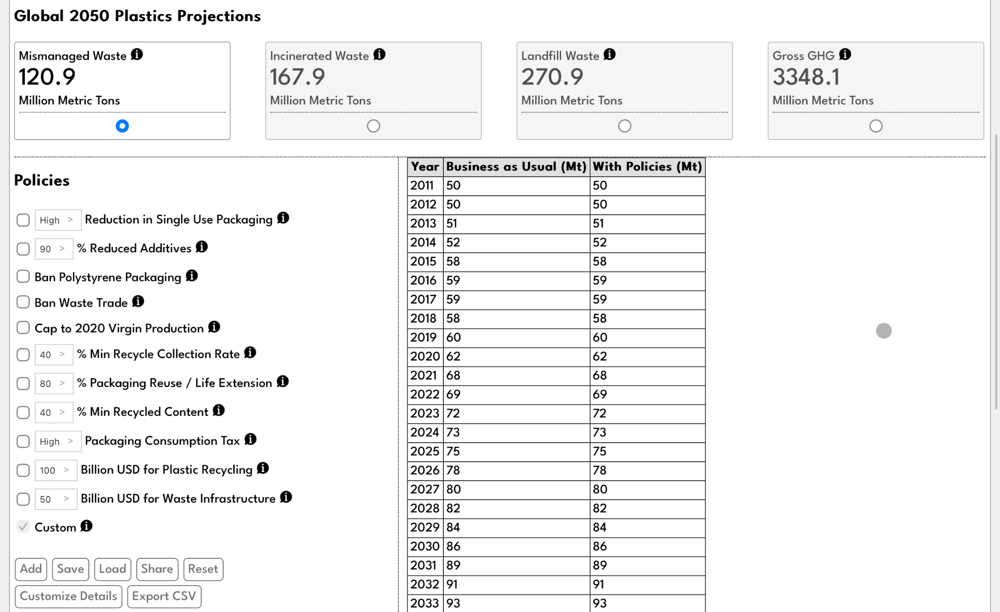 Global 2050 Plastics Projections
Mismanaged Waste
120.9
Million Metric Tons
Incinerated Waste
167.9
Million Metric Tons
Landfill Waste
270.9
Million Metric Tons
Gross GHG
3348.1
Million Metric Tons
Policies
High > Reduction in Single Use Packaging
90 > % Reduced Additives
Ban Polystyrene Packaging
Ban Waste Trade
Cap to 2020 Virgin Production
40 > % Min Recycle Collection Rate
80 > % Packaging Reuse / Life Extension
40 > % Min Recycled Content
High > Packaging Consumption Tax
100 > Billion USD for Plastic Recycling
50 > Billion USD for Waste Infrastructure
Custom
Add Save Load Share Reset
Customize Details Export CSV
Year Business as Usual (Mt) With Policies (Mt)
2011 50 50
2012 50 50
2013 51 51
2014 52 52
2015 58 58
2016 59 59
2017 59 59
2018 58 58
2019 60 60
2020 62 62
2021 68 68
2022 69 69
2023 72 72
2024 73 73
2025 75 75
2026 78 78
2027 80 80
2028 82 82
2029 84 84
2030 86 86
2031 89 89
2032 91 91
2033 93 93